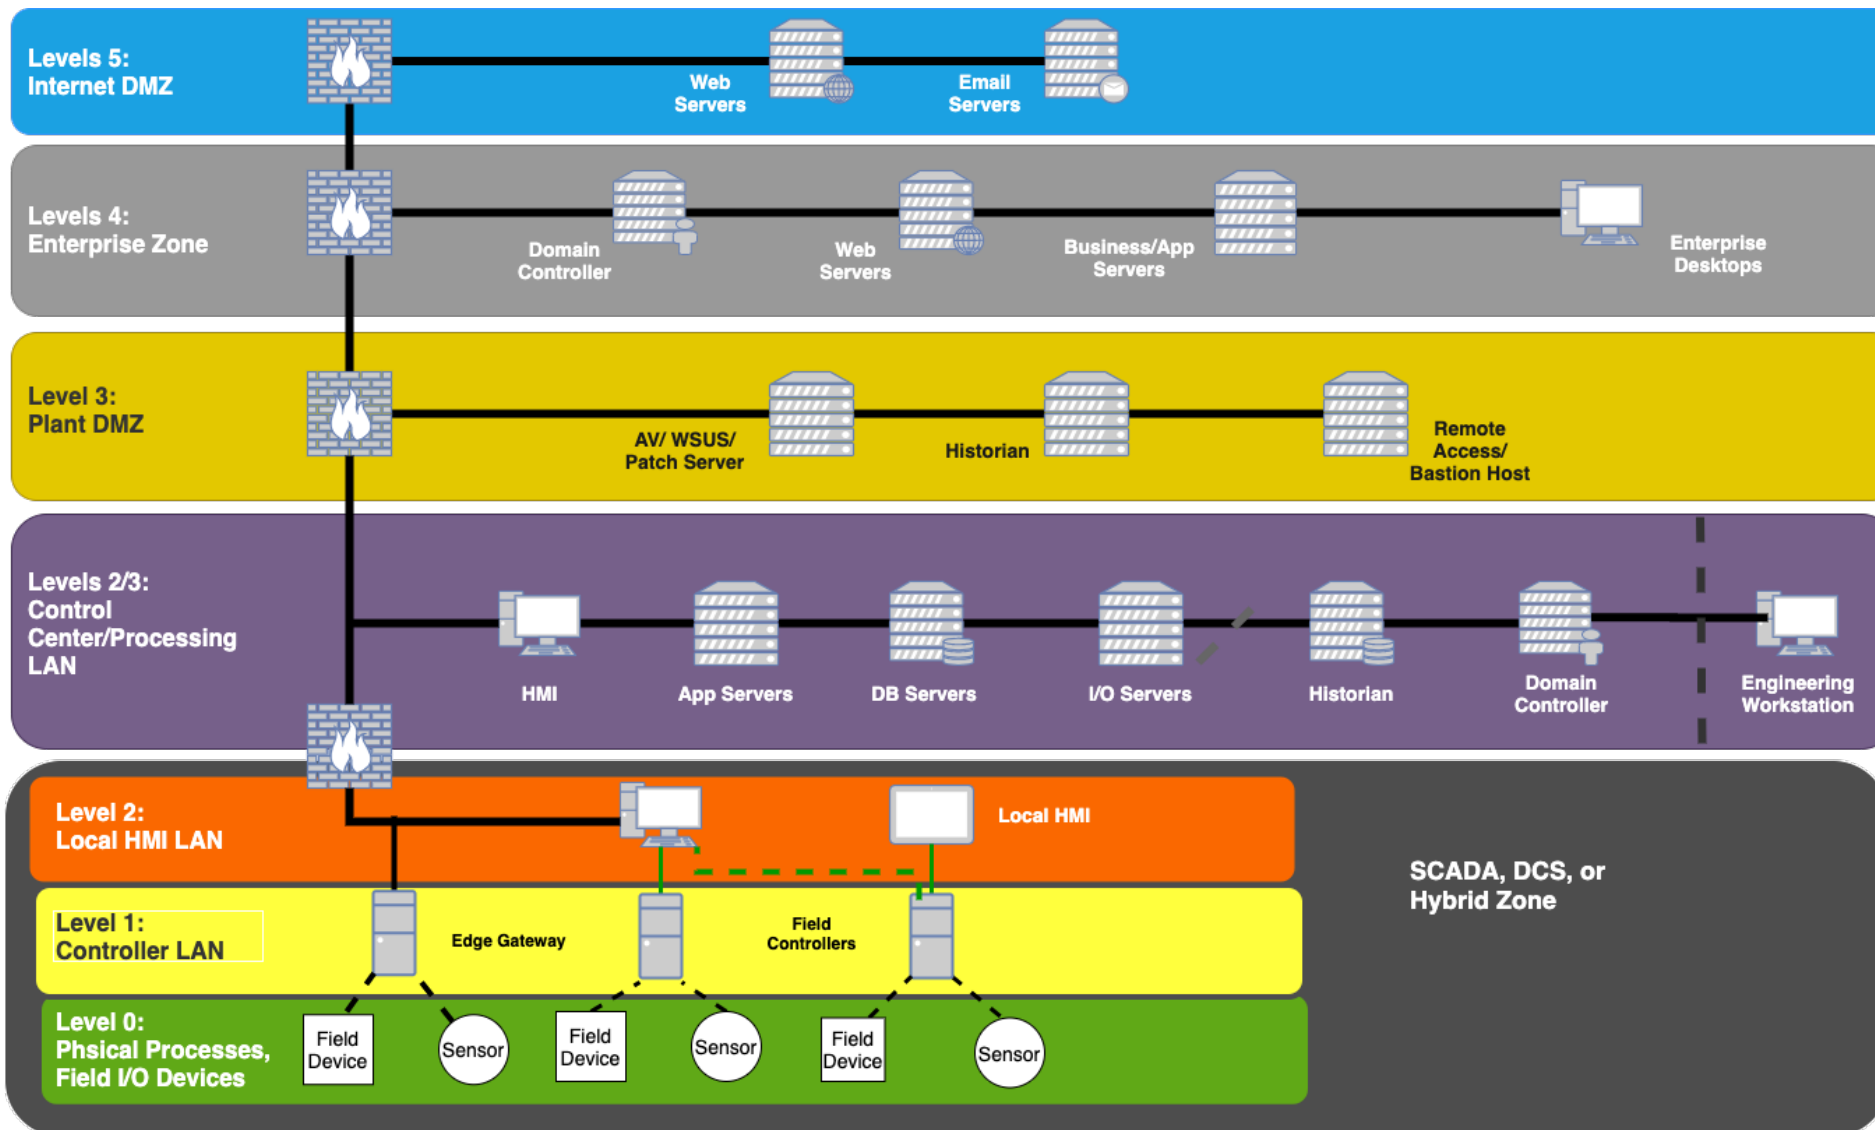 Levels 5:
Internet DMZ
Web
Servers
Email
Servers
Levels 4:
Enterprise Zone
Domain
Controller
Web
Servers
Business/App
Servers
Enterprise
Desktops
Level 3:
Plant DMZ
AV/ WSUS/
Patch Server
Historian
Remote
Access/
Bastion Host
Levels 2/3:
Control
Center/Processing
LAN
HMI
App Servers
DB Servers
I/O Servers
Historian
Domain
Controller
Engineering
Workstation
Level 2:
Local HMI LAN
Local HMI
SCADA, DCS, or
Hybrid Zone
Level 1:
Controller LAN
Edge Gateway
Field
Controllers
Level 0:
Phsical Processes,
Field I/O Devices
Field
Device
Sensor
Field
Device
Sensor
Field
Device
Sensor